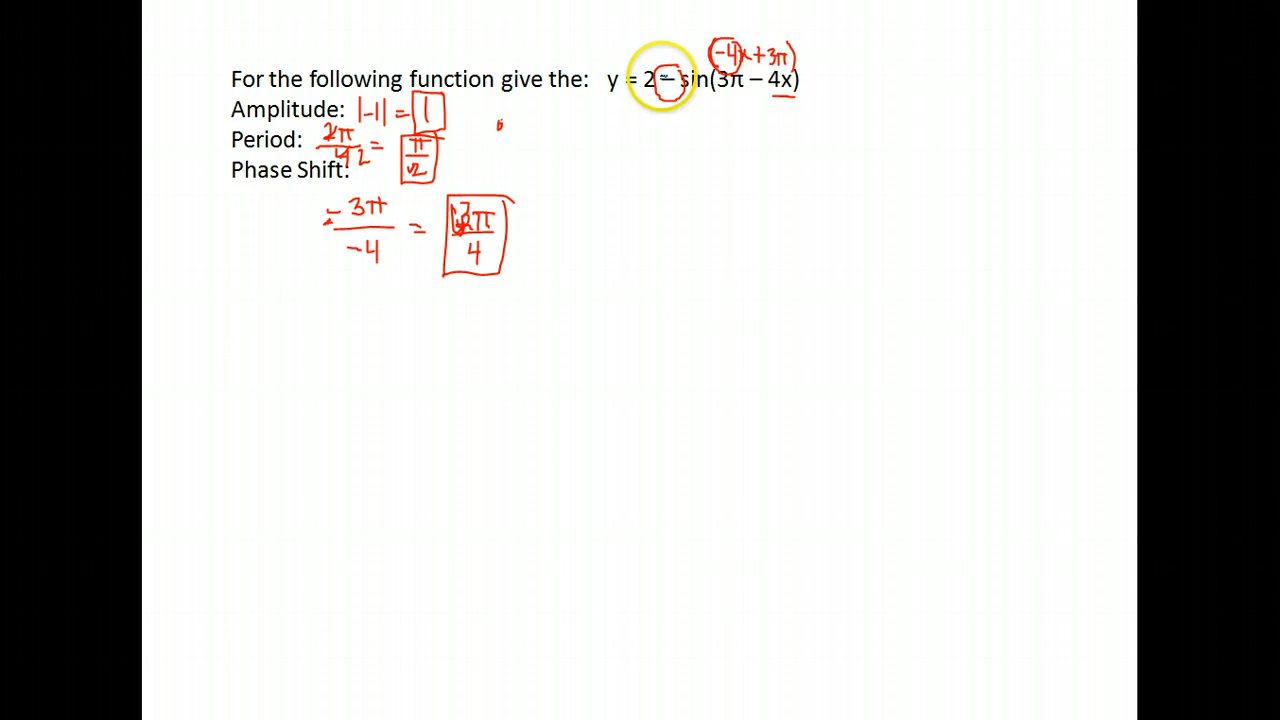 (-4x+3π)
For the following function give the: y = 2 – sin(3π – 4x)
Amplitude: |-1| = 1
Period: 2π/4 2 = π/2
Phase Shift:
-3π/-4 = 3π/4